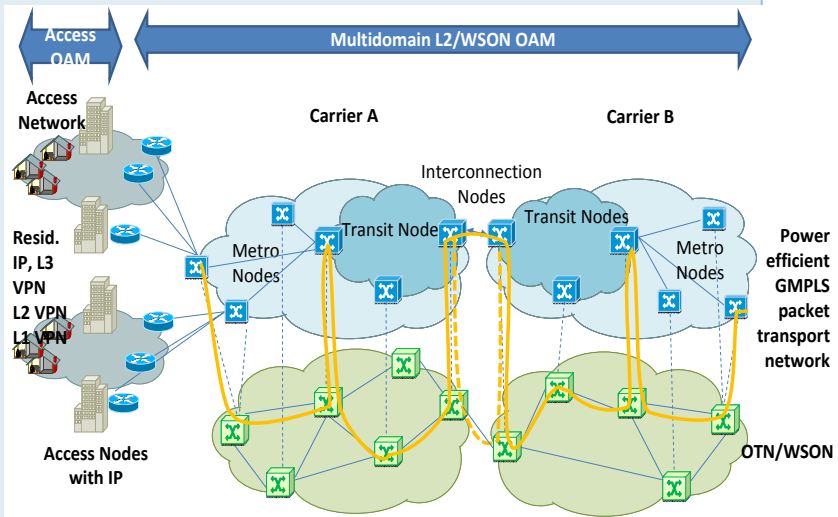 Access
OAM
Multidomain L2/WSON OAM
Access
Network
Carrier A
Carrier B
Interconnection
Nodes
Transit Node
Transit Nodes
Metro
Nodes
Metro
Nodes
Resid.
IP, L3
VPN
L2 VPN
L1 VPN
Power
efficient
GMPLS
packet
transport
network
Access Nodes
with IP
OTN/WSON